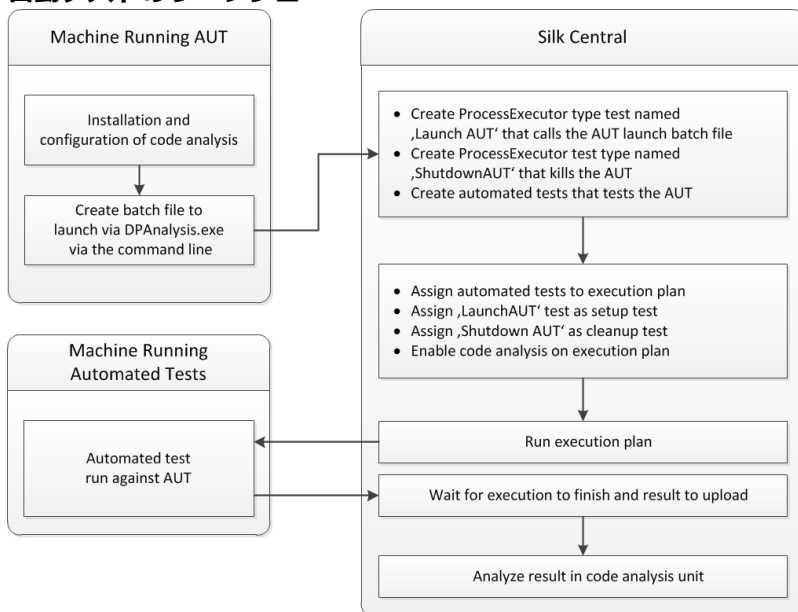 Machine Running AUT
Installation and
configuration of code analysis
Create batch file to
launch via DPAnalysis.exe
via the command line
Silk Central
• Create ProcessExecutor type test named
‚Launch AUT‘ that calls the AUT launch batch file
• Create ProcessExecutor test type named
‚ShutdownAUT‘ that kills the AUT
• Create automated tests that tests the AUT
• Assign automated tests to execution plan
• Assign ‚LaunchAUT‘ test as setup test
• Assign ‚Shutdown AUT‘ as cleanup test
• Enable code analysis on execution plan
Run execution plan
Machine Running
Automated Tests
Automated test
run against AUT
Wait for execution to finish and result to upload
Analyze result in code analysis unit